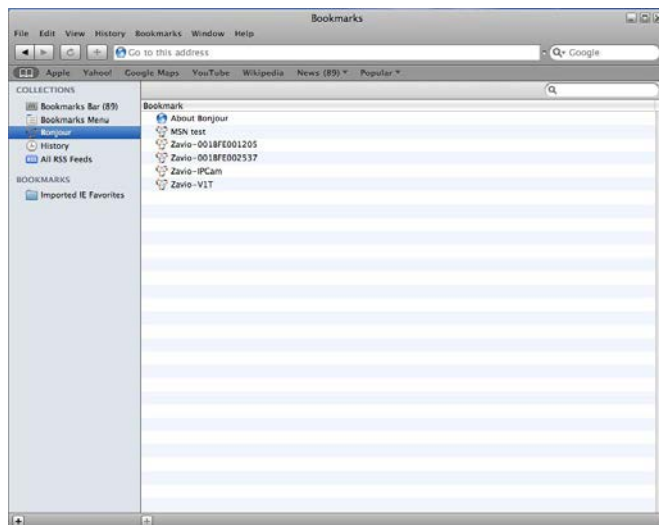 Bookmarks
File Edit View History Bookmarks Window Help
Go to this address
Google
Apple Yahoo! Google Maps YouTube Wikipedia News (89) Popular
COLLECTIONS
Bookmarks Bar (89)
Bookmarks Menu
Bonjour
History
All RSS Feeds
BOOKMARKS
Imported IE Favorites
Bookmark
About Bonjour
MSN test
Zavio-0018FE001205
Zavio-0018FE002537
Zavio-IPCam
Zavio-V1T